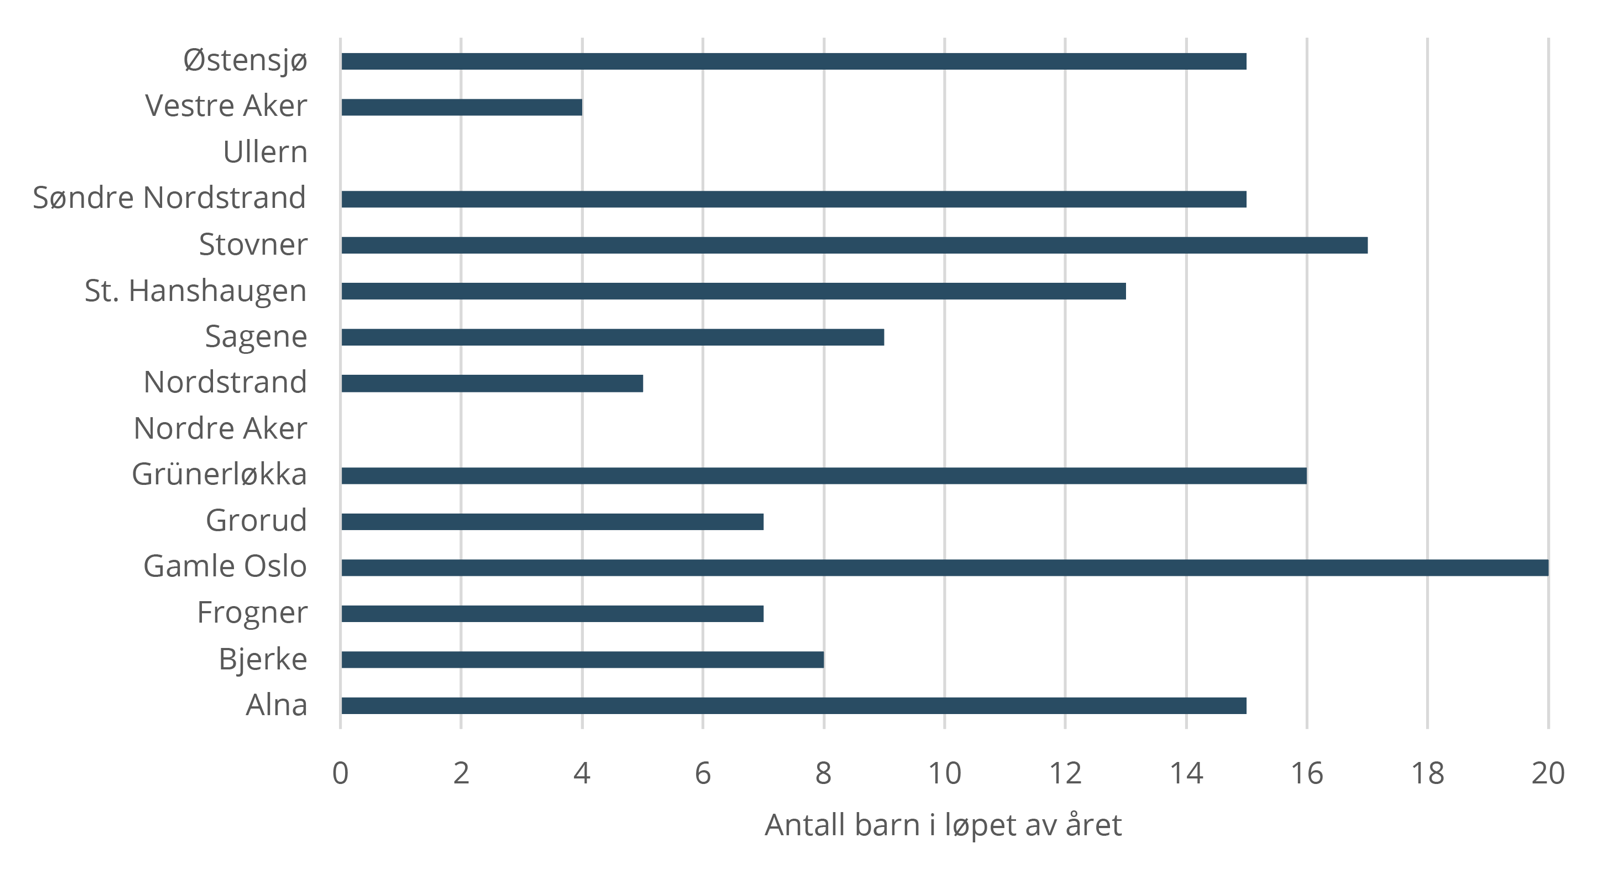 Østensjø
Vestre Aker
Ullern
Søndre Nordstrand
Stovner
St. Hanshaugen
Sagene
Nordstrand
Nordre Aker
Grünerløkka
Grorud
Gamle Oslo
Frogner
Bjerke
Alna
0 2 4 6 8 10 12 14 16 18 20
Antall barn i løpet av året